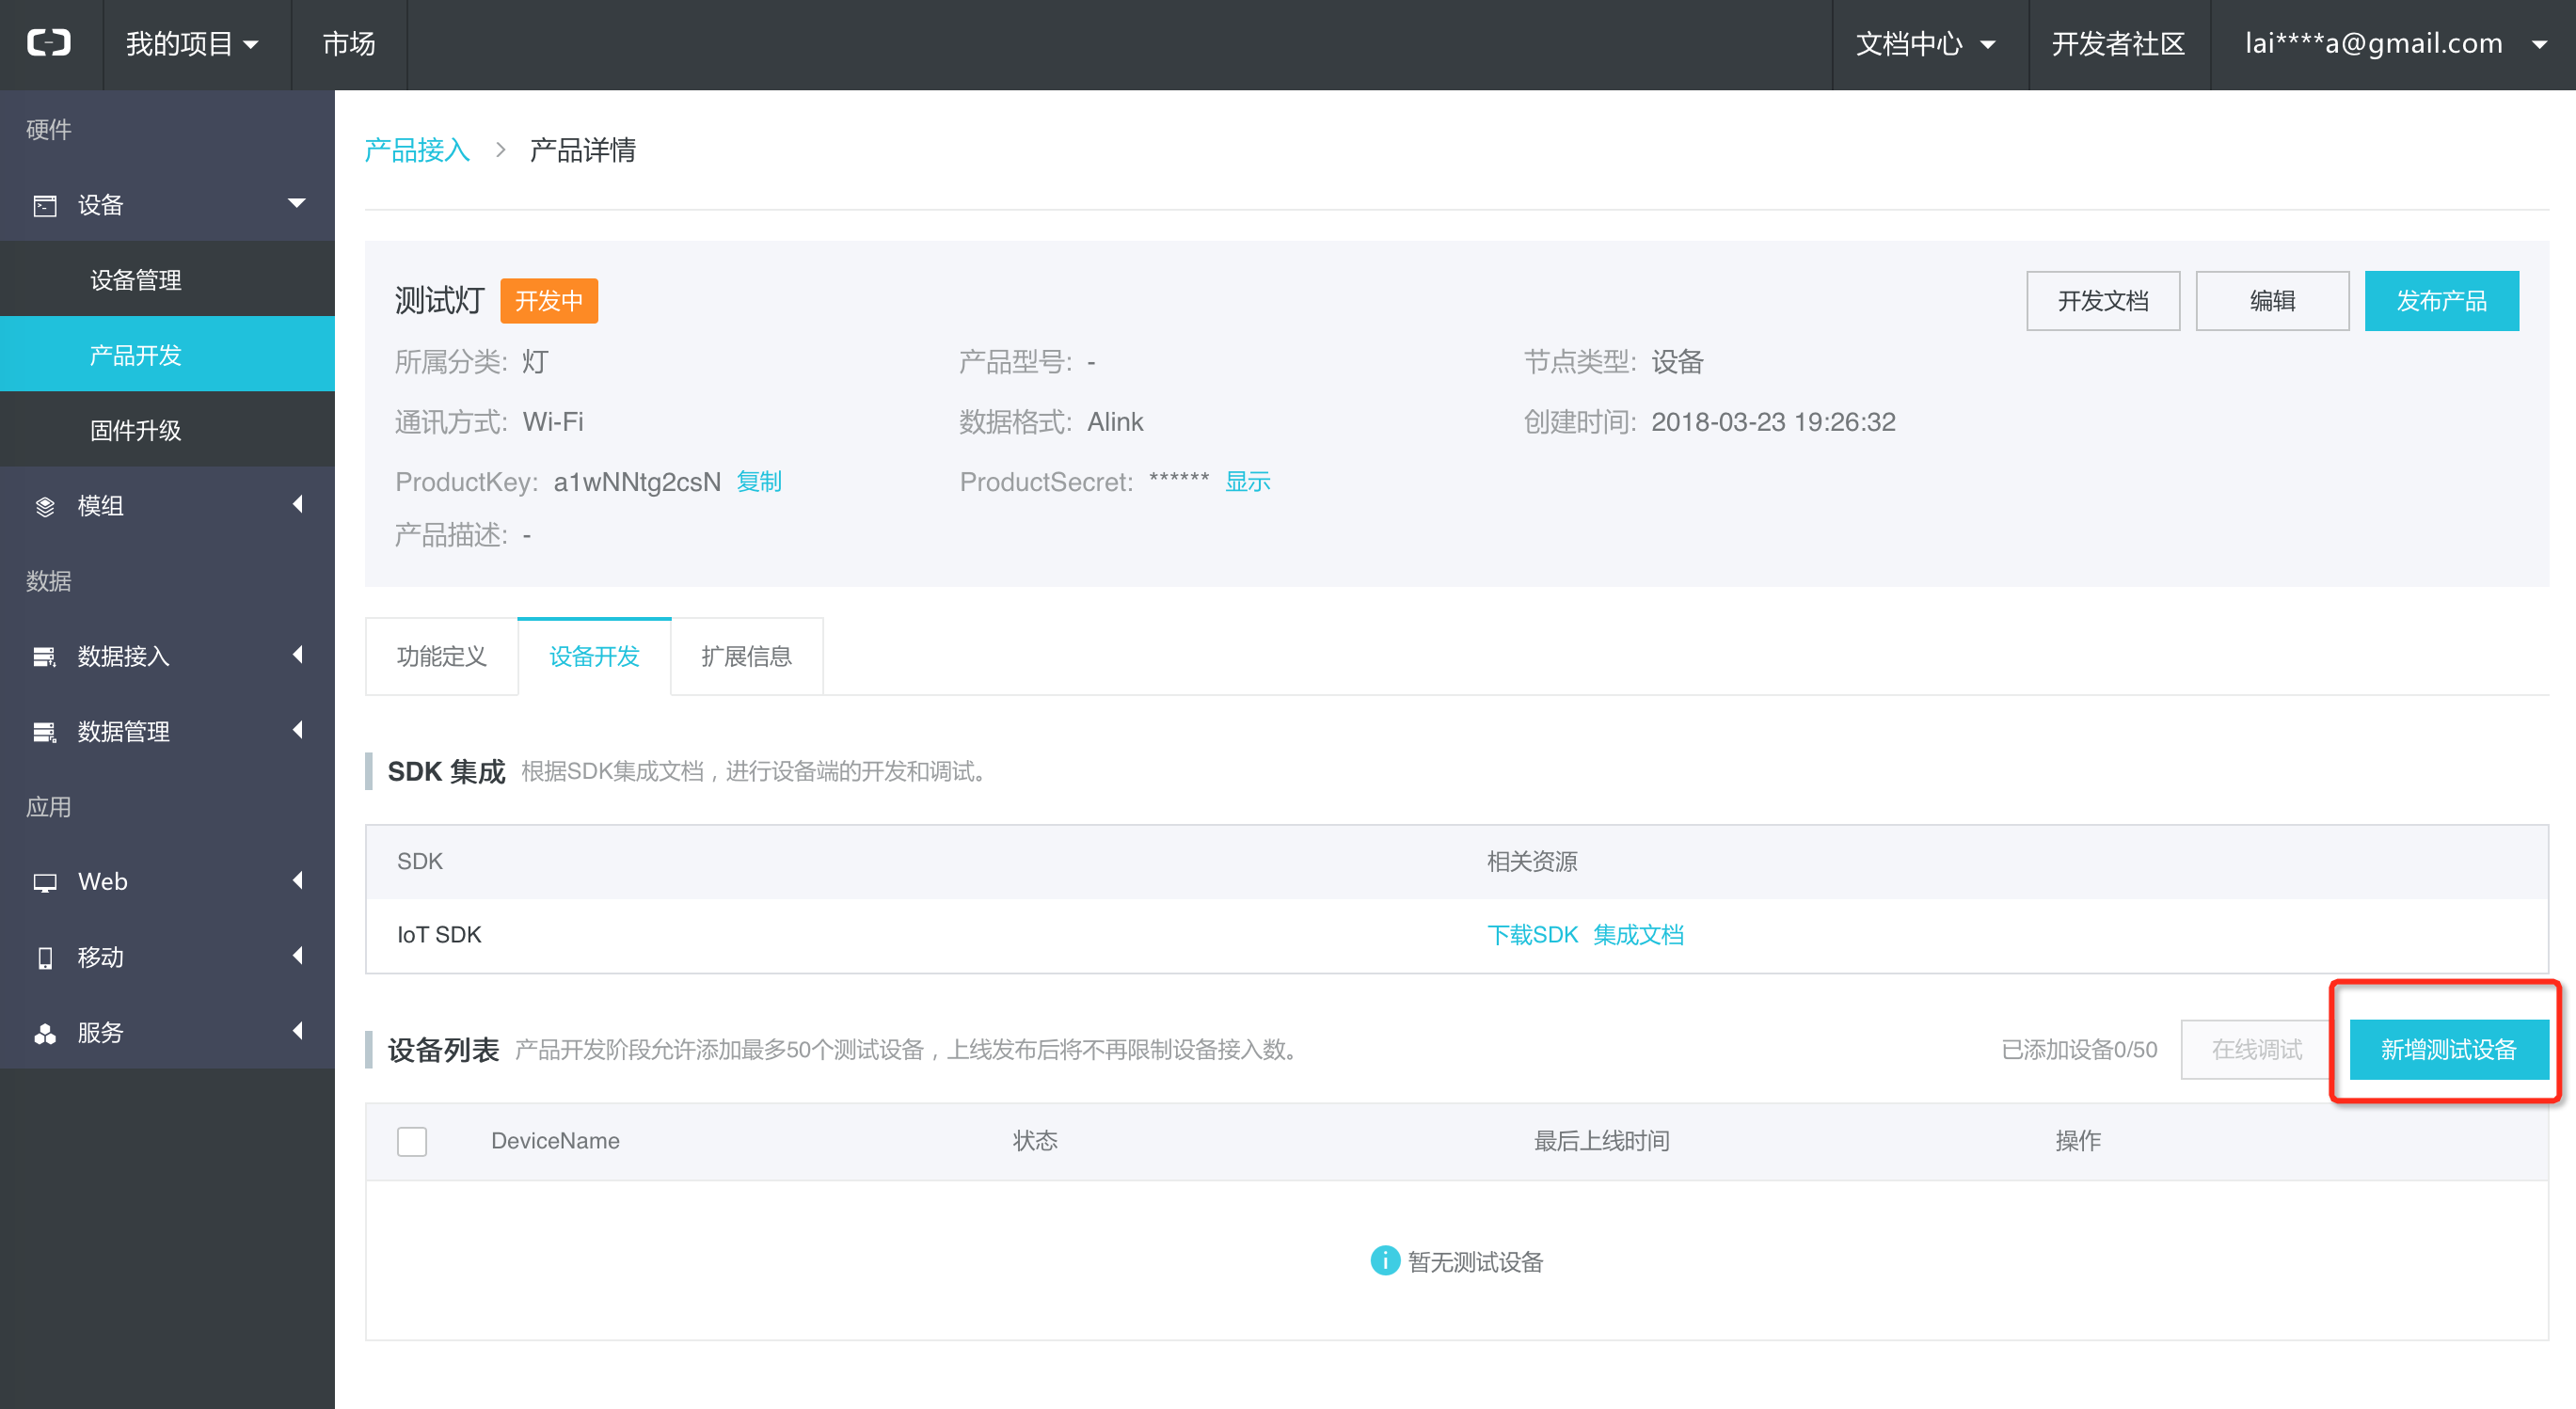 我的项目 市场 文档中心 开发者社区 lai****a@gmail.com
硬件
设备
设备管理
产品开发
固件升级
模组
数据
数据接入
数据管理
应用
Web
移动
服务
产品接入 > 产品详情
测试灯 开发中 开发文档 编辑 发布产品
所属分类: 灯 产品型号: - 节点类型: 设备
通讯方式: Wi-Fi 数据格式: Alink 创建时间: 2018-03-23 19:26:32
ProductKey: a1wNNtg2csN 复制 ProductSecret: ****** 显示
产品描述: -
功能定义 设备开发 扩展信息
SDK 集成 根据SDK集成文档，进行设备端的开发和调试。
SDK 相关资源
IoT SDK 下载SDK 集成文档
设备列表 产品开发阶段允许添加最多50个测试设备，上线发布后将不再限制设备接入数。 已添加设备0/50 在线调试 新增测试设备
DeviceName 状态 最后上线时间 操作
暂无测试设备